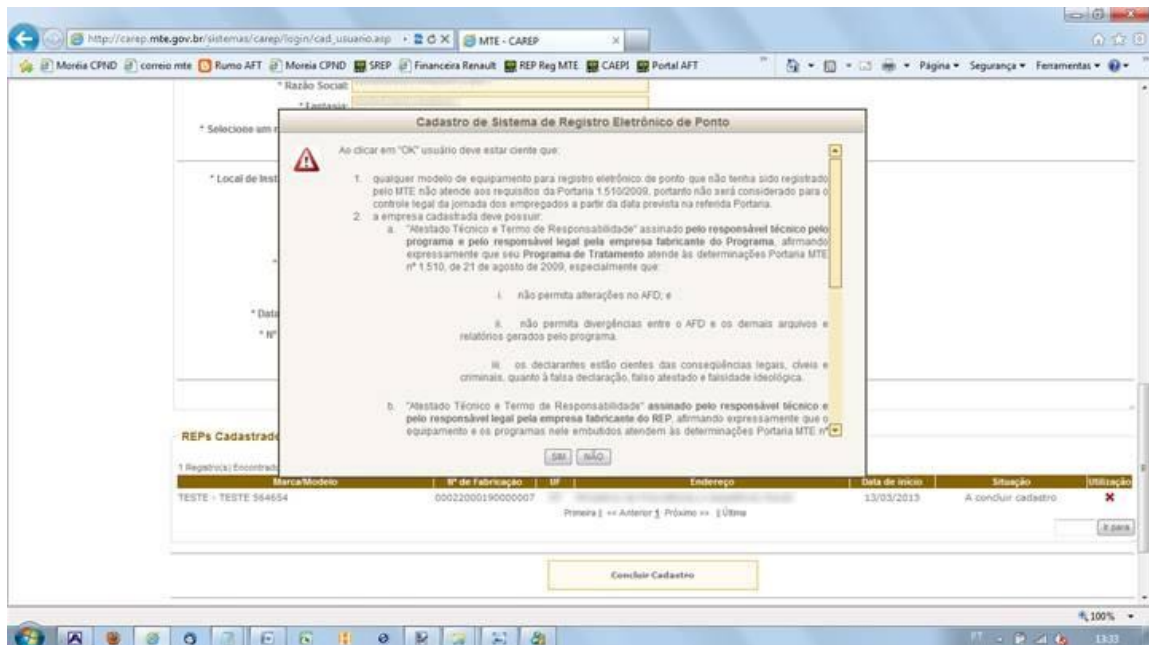 http://carep.mte.gov.br/sistemas/carep/login/cad_usuario.asp
MTE - CAREP
Moreia CPND correio mte Rumo AFT Moreia CPND SREP Financeira Renault REP Reg MTE CAEPI Portal AFT
Página Segurança Ferramentas
* Razão Social:
* Fantasia:
* Selecione um
* Local de Inst
* Data
* Nº
Cadastro de Sistema de Registro Eletrônico de Ponto
Ao clicar em "OK" usuário deve estar ciente que:
1. qualquer modelo de equipamento para registro eletrônico de ponto que não tenha sido registrado
pelo MTE não atende aos requisitos da Portaria 1.510/2009, portanto não será considerado para o
controle legal da jornada dos empregados a partir da data prevista na referida Portaria.
2. a empresa cadastrada deve possuir:
a. "Atestado Técnico e Termo de Responsabilidade" assinado pelo responsável técnico pelo
programa e pelo responsável legal pela empresa fabricante do Programa, afirmando
expressamente que seu Programa de Tratamento atende às determinações Portaria MTE
nº 1.510, de 21 de agosto de 2009, especialmente que:
i. não permita alterações no AFD; e
ii. não permita divergências entre o AFD e os demais arquivos e
relatórios gerados pelo programa.
iii. os declarantes estão cientes das conseqüências legais, cíveis e
criminais, quanto à falsa declaração, falso atestado e falsidade ideológica.
b. "Atestado Técnico e Termo de Responsabilidade" assinado pelo responsável técnico e
pelo responsável legal pela empresa fabricante do REP, afirmando expressamente que o
equipamento e os programas nele embutidos atendem às determinações Portaria MTE nº
SIM NÃO
REPs Cadastrado
1 Registro(s) Encontrad
Marca/Modelo Nº de Fabricação UF Endereço Data de início Situação Utilização
TESTE - TESTE 564654 00022000190000007 13/03/2013 A concluir cadastro
Primeira | << Anterior 1 Próximo >> | Última
Ir para
Concluir Cadastro
100%
PT 13:33